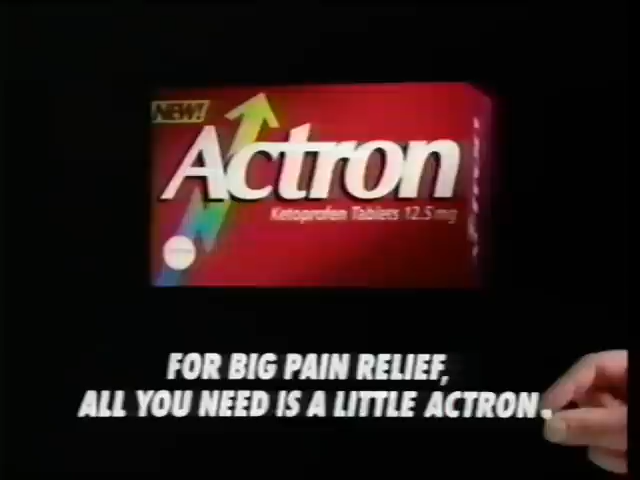 NEW!
Actron
Ketoprofen Tablets 12.5 mg
FOR BIG PAIN RELIEF,
ALL YOU NEED IS A LITTLE ACTRON.